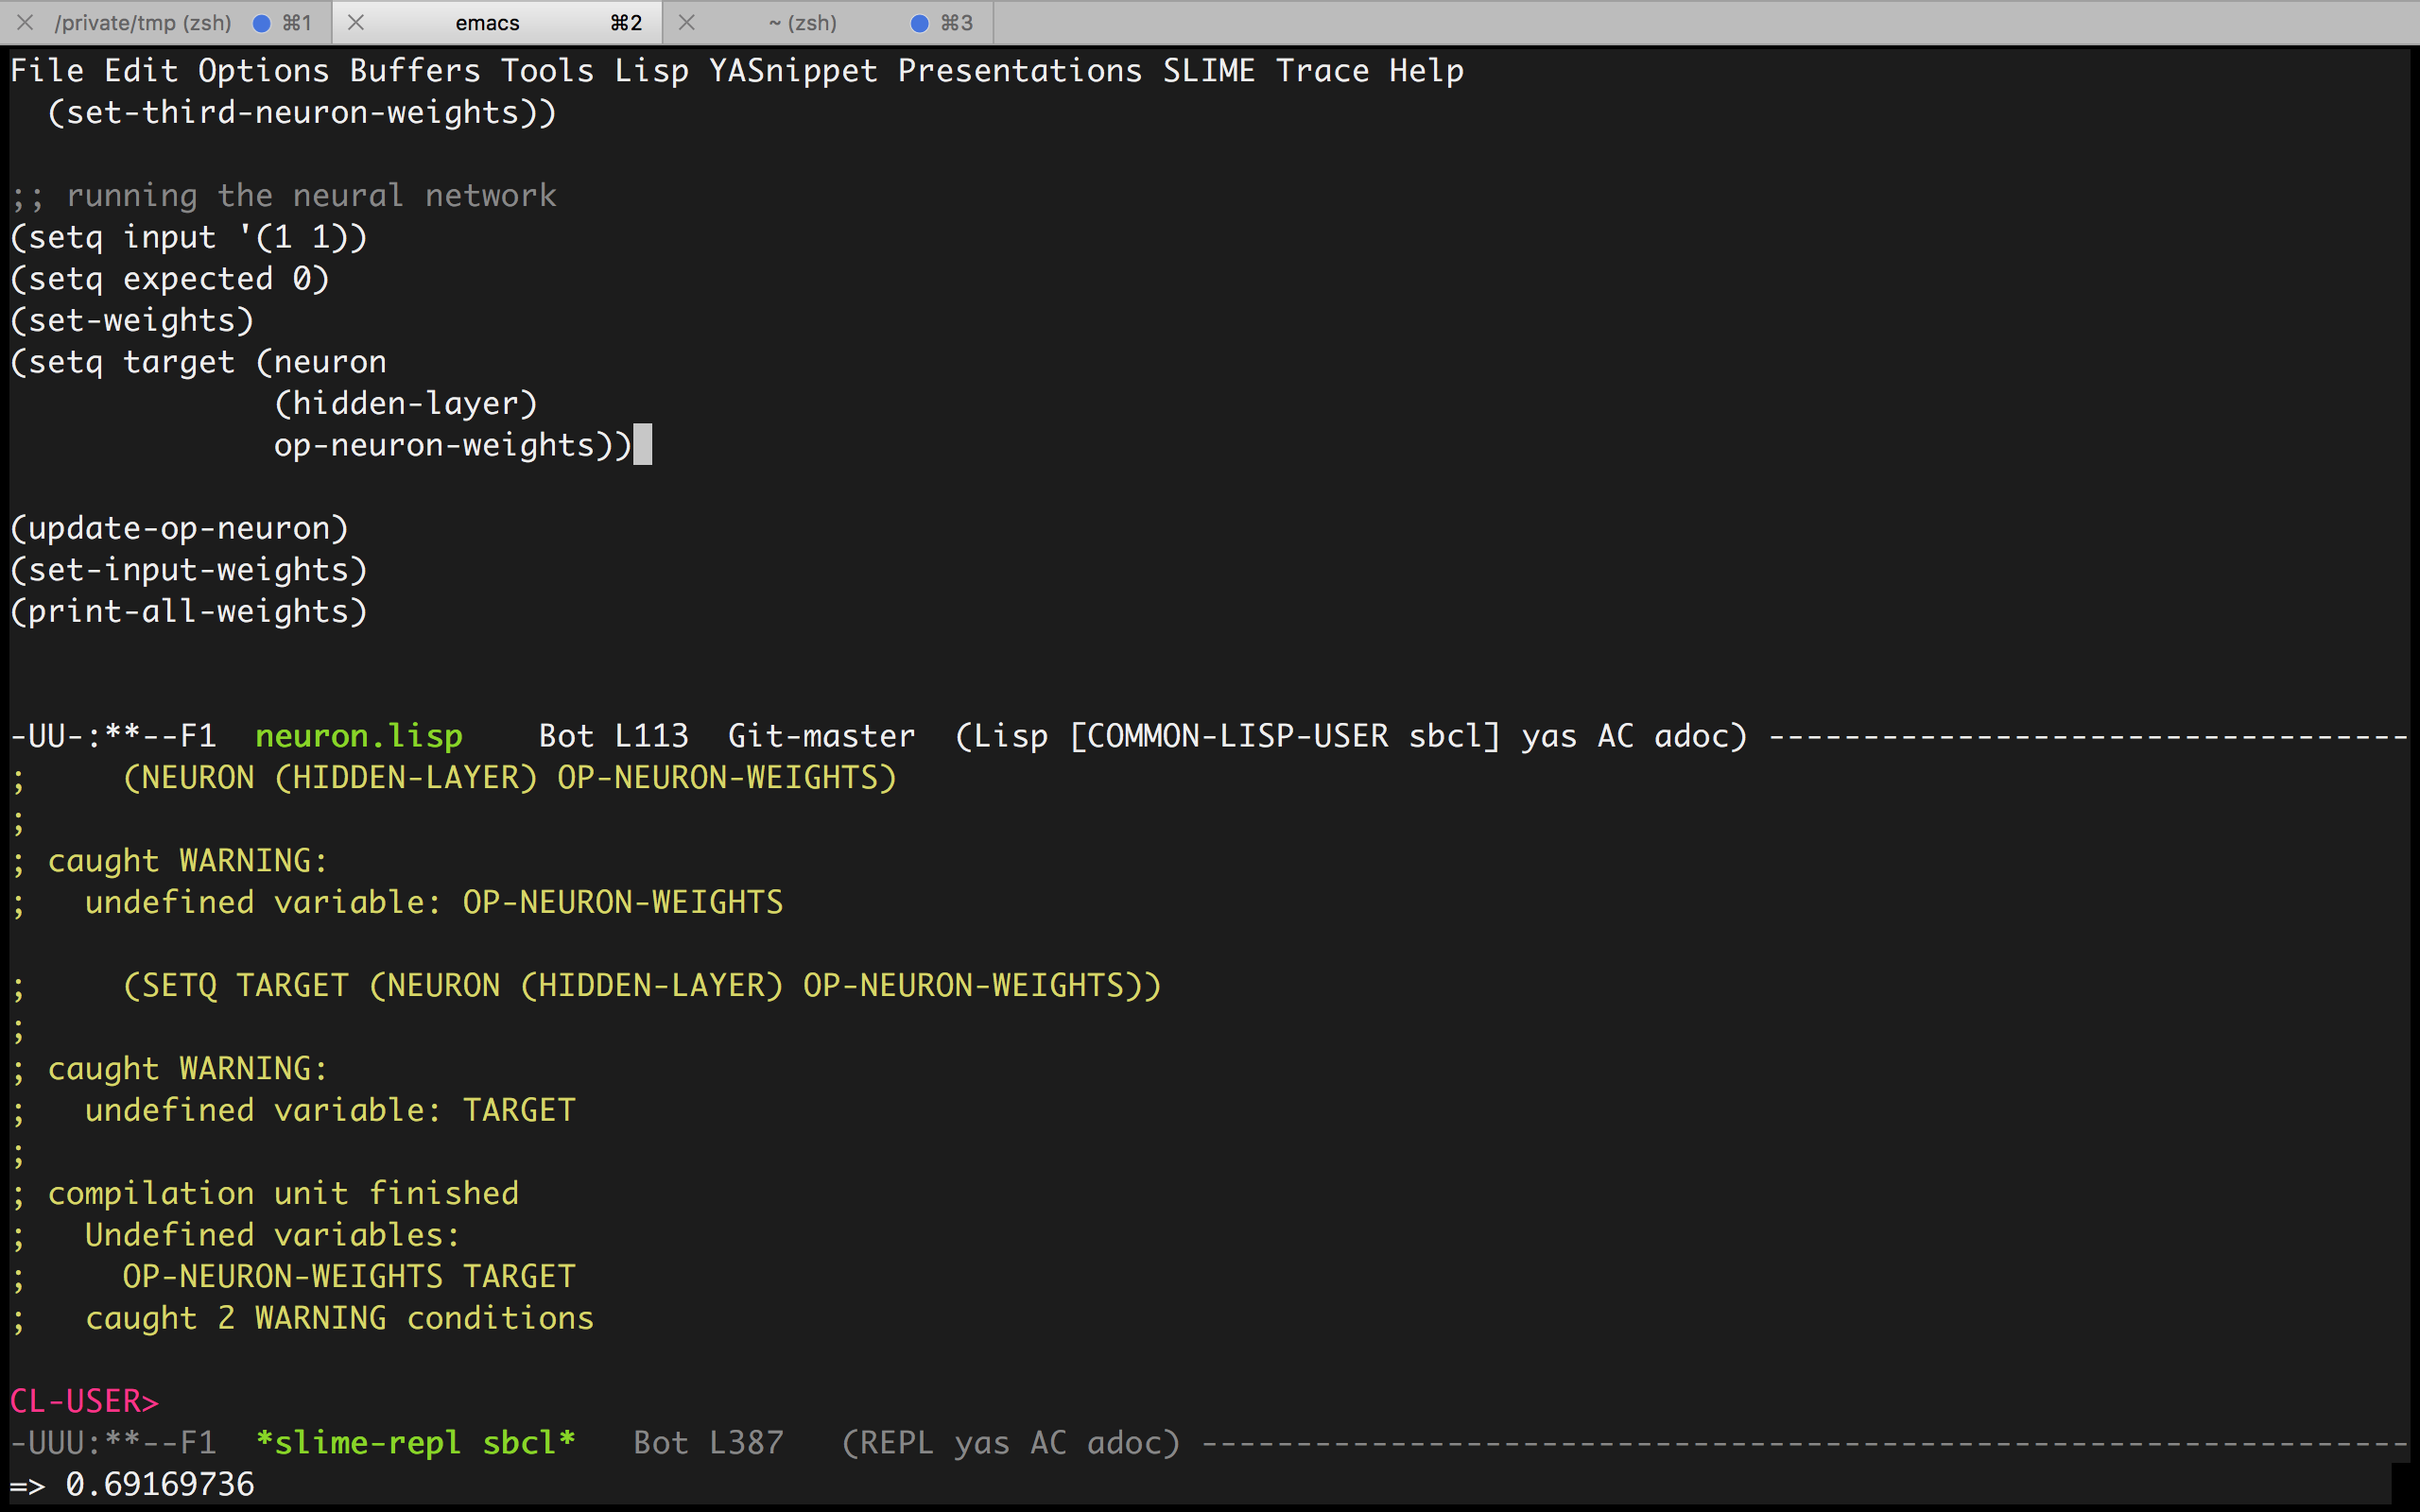 /private/tmp (zsh) ⌘1 emacs ⌘2 ~ (zsh) ⌘3
File Edit Options Buffers Tools Lisp YASnippet Presentations SLIME Trace Help
  (set-third-neuron-weights))
;; running the neural network
(setq input '(1 1))
(setq expected 0)
(set-weights)
(setq target (neuron
              (hidden-layer)
              op-neuron-weights))
(update-op-neuron)
(set-input-weights)
(print-all-weights)
-UU-:**--F1  neuron.lisp    Bot L113  Git-master  (Lisp [COMMON-LISP-USER sbcl] yas AC adoc) ----------------------------------
;     (NEURON (HIDDEN-LAYER) OP-NEURON-WEIGHTS)
;
; caught WARNING:
;   undefined variable: OP-NEURON-WEIGHTS
;     (SETQ TARGET (NEURON (HIDDEN-LAYER) OP-NEURON-WEIGHTS))
;
; caught WARNING:
;   undefined variable: TARGET
;
; compilation unit finished
;   Undefined variables:
;     OP-NEURON-WEIGHTS TARGET
;   caught 2 WARNING conditions
CL-USER>
-UUU:**--F1  *slime-repl sbcl*   Bot L387   (REPL yas AC adoc) ----------------------------------------------------------------
=> 0.69169736